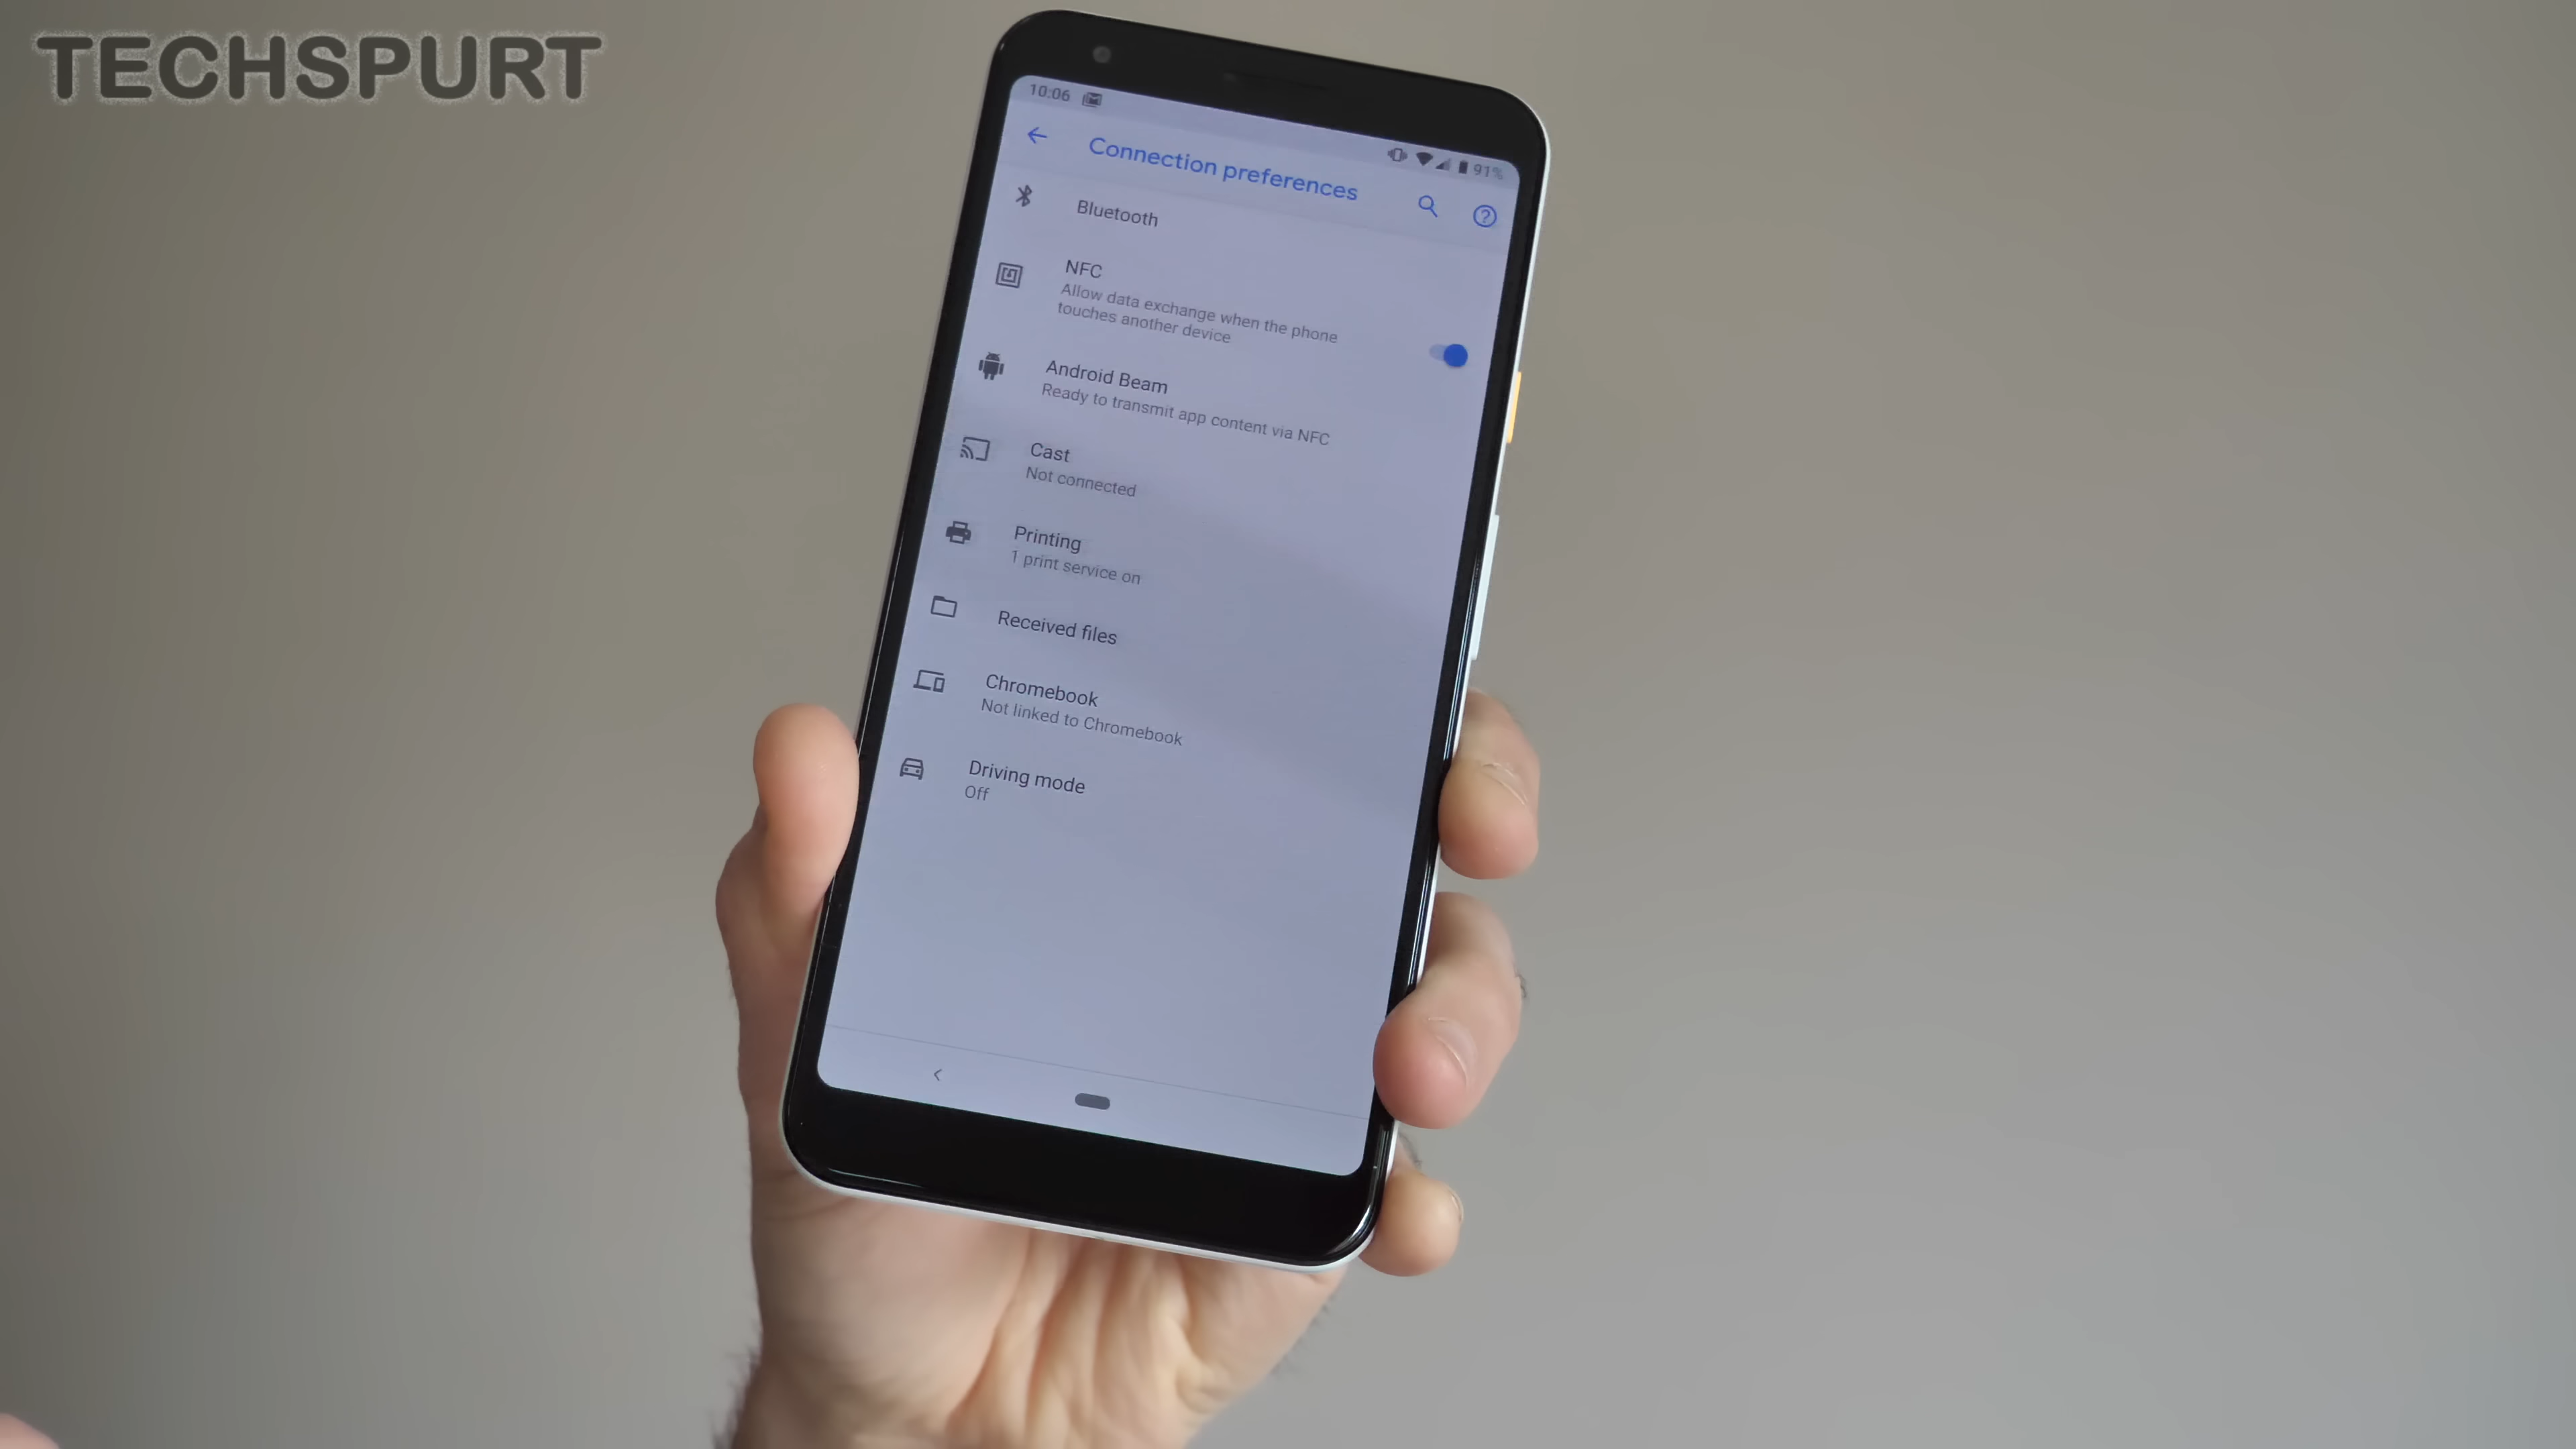 TECHSPURT
10:06
91%
Connection preferences
Bluetooth
NFC
Allow data exchange when the phone
touches another device
Android Beam
Ready to transmit app content via NFC
Cast
Not connected
Printing
1 print service on
Received files
Chromebook
Not linked to Chromebook
Driving mode
Off